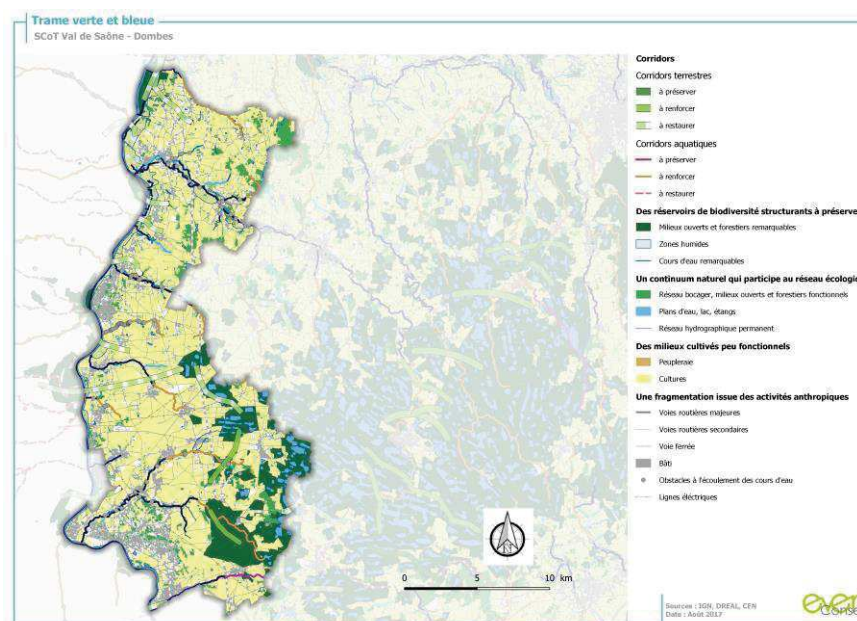 Trame verte et bleue
SCoT Val de Saône - Dombes
Corridors
Corridors terrestres
à préserver
à renforcer
à restaurer
Corridors aquatiques
à préserver
à renforcer
à restaurer
Des réservoirs de biodiversité structurants à préserve
Milieux ouverts et forestiers remarquables
Zones humides
Cours d'eau remarquables
Un continuum naturel qui participe au réseau écologi
Réseau bocager, milieux ouverts et forestiers fonctionnels
Plans d'eau, lac, étangs
Réseau hydrographique permanent
Des milieux cultivés peu fonctionnels
Peupleraie
Cultures
Une fragmentation issue des activités anthropiques
Voies routières majeures
Voies routières secondaires
Voie ferrée
Bâti
Obstacles à l'écoulement des cours d'eau
Lignes éléctriques
0 5 10 km
Sources : IGN, DREAL, CEN
Date : Août 2017
even
Conse